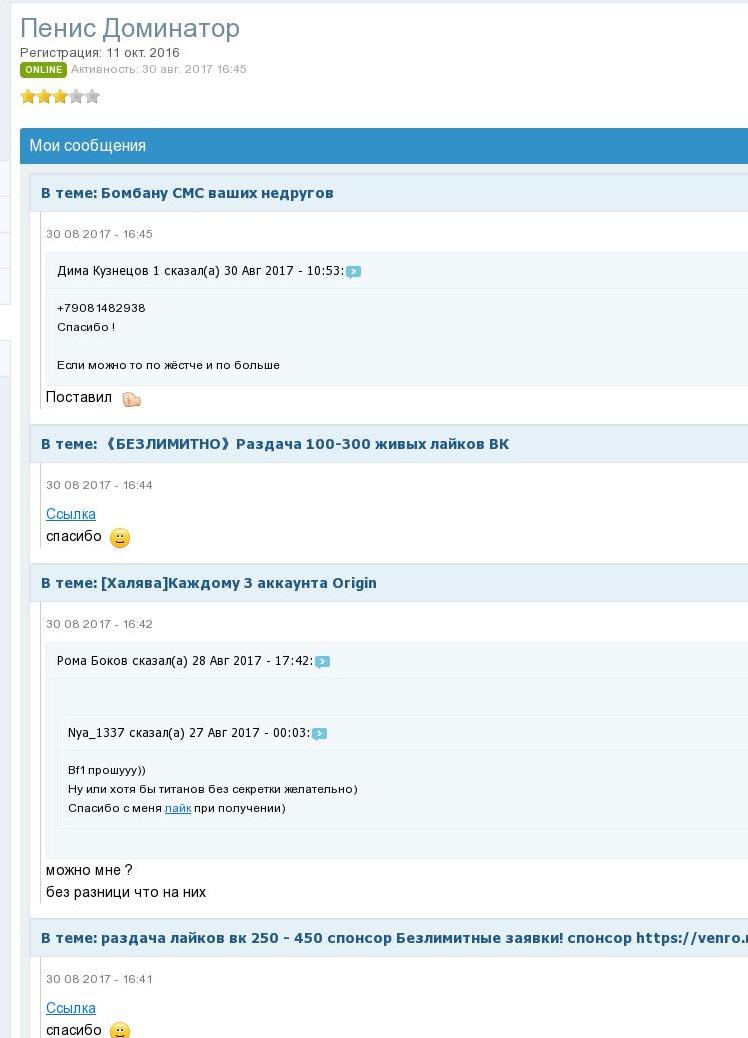 Пенис Доминатор
Регистрация: 11 окт. 2016
ONLINE Активность: 30 авг. 2017 16:45
Мои сообщения
В теме: Бомбану СМС ваших недругов
30 08 2017 - 16:45
Дима Кузнецов 1 сказал(а) 30 Авг 2017 - 10:53:
+79081482938
Спасибо !
Если можно то по жёстче и по больше
Поставил
В теме: 《БЕЗЛИМИТНО》 Раздача 100-300 живых лайков ВК
30 08 2017 - 16:44
Ссылка
спасибо
В теме: [Халява]Каждому 3 аккаунта Origin
30 08 2017 - 16:42
Рома Боков сказал(а) 28 Авг 2017 - 17:42:
Nya_1337 сказал(а) 27 Авг 2017 - 00:03:
Bf1 прошууу))
Ну или хотя бы титанов без секретки желательно)
Спасибо с меня лайк при получении)
можно мне ?
без разници что на них
В теме: раздача лайков вк 250 - 450 спонсор Безлимитные заявки! спонсор https://venro.
30 08 2017 - 16:41
Ссылка
спасибо